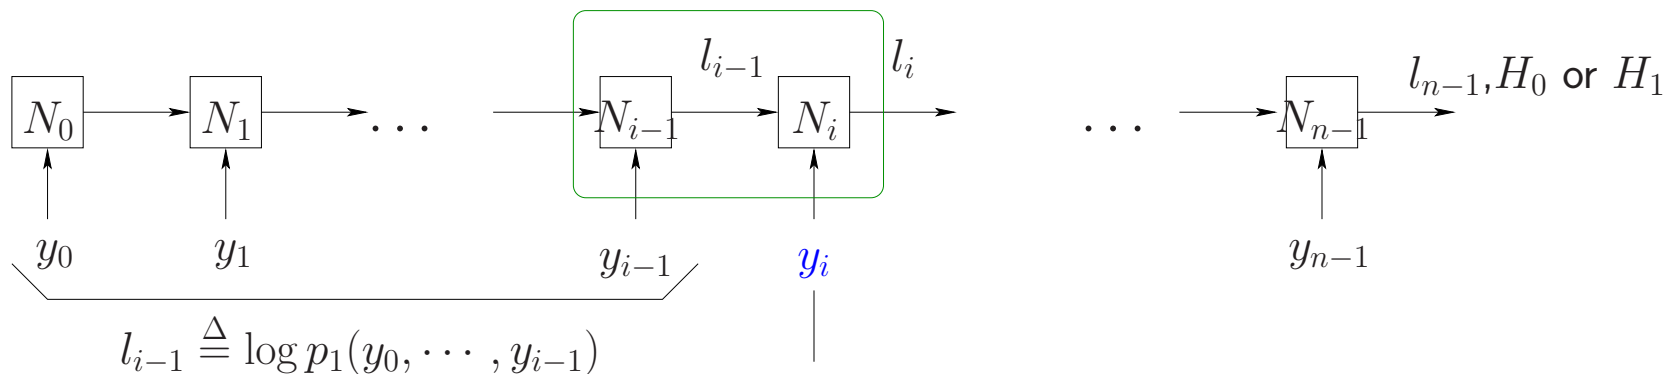 l_{i-1} l_i l_{n-1}, H_0 or H_1
N_0 N_1 ... N_{i-1} N_i ... N_{n-1}
y_0 y_1 y_{i-1} y_i y_{n-1}
l_{i-1} ≜ log p_1(y_0, ⋯ , y_{i-1})